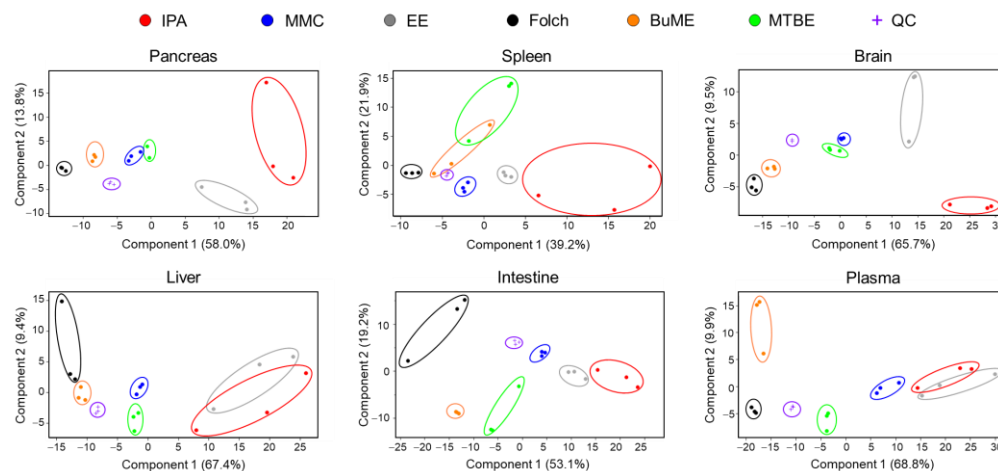 IPA MMC EE Folch BuME MTBE QC
Pancreas
Component 2 (13.8%)
15
10
5
0
−5
−10
−10 −5 0 5 10 15 20
Component 1 (58.0%)
Spleen
Component 2 (21.9%)
15
10
5
0
−5
−10 −5 0 5 10 15 20
Component 1 (39.2%)
Brain
Component 2 (9.5%)
10
5
0
−5
−15 −10 −5 0 5 10 15 20 25 30
Component 1 (65.7%)
Liver
Component 2 (9.4%)
15
10
5
0
−5
−15 −10 −5 0 5 10 15 20 25
Component 1 (67.4%)
Intestine
Component 2 (19.2%)
10
0
−10
−25 −20 −15 −10 −5 0 5 10 15 20 25
Component 1 (53.1%)
Plasma
Component 2 (9.9%)
15
10
5
0
−5
−20 −15 −10 −5 0 5 10 15 20 25 30
Component 1 (68.8%)